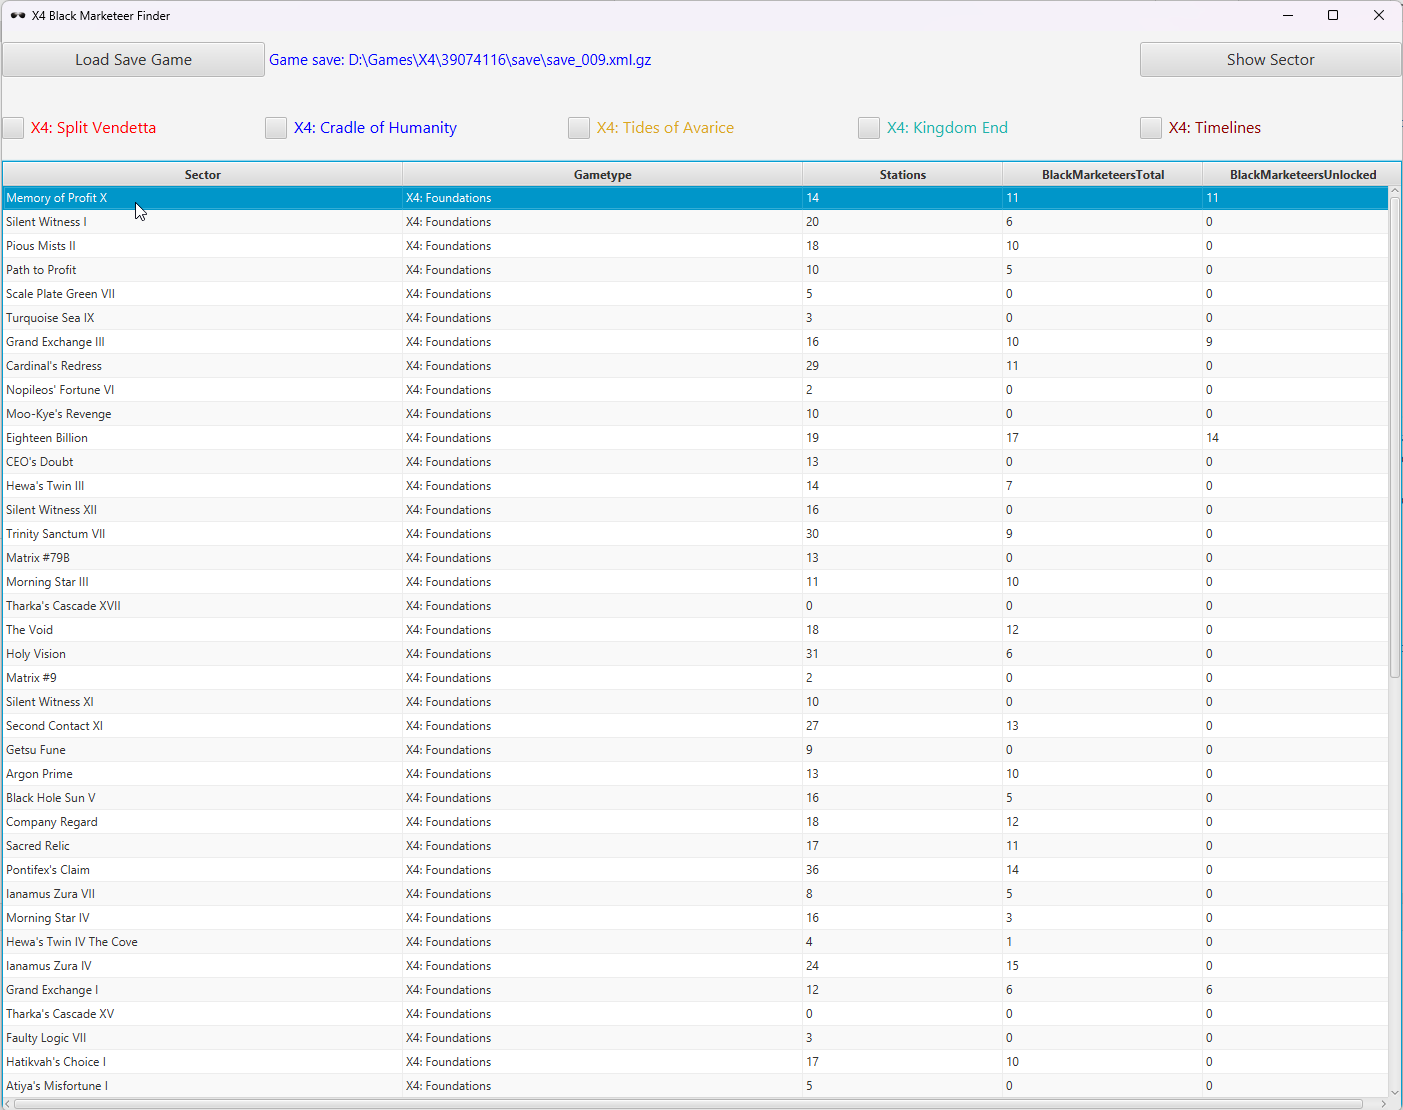 X4 Black Marketeer Finder
Load Save Game Game save: D:\Games\X4\39074116\save\save_009.xml.gz Show Sector
X4: Split Vendetta X4: Cradle of Humanity X4: Tides of Avarice X4: Kingdom End X4: Timelines
Sector Gametype Stations BlackMarketeersTotal BlackMarketeersUnlocked
Memory of Profit X X4: Foundations 14 11 11
Silent Witness I X4: Foundations 20 6 0
Pious Mists II X4: Foundations 18 10 0
Path to Profit X4: Foundations 10 5 0
Scale Plate Green VII X4: Foundations 5 0 0
Turquoise Sea IX X4: Foundations 3 0 0
Grand Exchange III X4: Foundations 16 10 9
Cardinal's Redress X4: Foundations 29 11 0
Nopileos' Fortune VI X4: Foundations 2 0 0
Moo-Kye's Revenge X4: Foundations 10 0 0
Eighteen Billion X4: Foundations 19 17 14
CEO's Doubt X4: Foundations 13 0 0
Hewa's Twin III X4: Foundations 14 7 0
Silent Witness XII X4: Foundations 16 0 0
Trinity Sanctum VII X4: Foundations 30 9 0
Matrix #79B X4: Foundations 13 0 0
Morning Star III X4: Foundations 11 10 0
Tharka's Cascade XVII X4: Foundations 0 0 0
The Void X4: Foundations 18 12 0
Holy Vision X4: Foundations 31 6 0
Matrix #9 X4: Foundations 2 0 0
Silent Witness XI X4: Foundations 10 0 0
Second Contact XI X4: Foundations 27 13 0
Getsu Fune X4: Foundations 9 0 0
Argon Prime X4: Foundations 13 10 0
Black Hole Sun V X4: Foundations 16 5 0
Company Regard X4: Foundations 18 12 0
Sacred Relic X4: Foundations 17 11 0
Pontifex's Claim X4: Foundations 36 14 0
Ianamus Zura VII X4: Foundations 8 5 0
Morning Star IV X4: Foundations 16 3 0
Hewa's Twin IV The Cove X4: Foundations 4 1 0
Ianamus Zura IV X4: Foundations 24 15 0
Grand Exchange I X4: Foundations 12 6 6
Tharka's Cascade XV X4: Foundations 0 0 0
Faulty Logic VII X4: Foundations 3 0 0
Hatikvah's Choice I X4: Foundations 17 10 0
Atiya's Misfortune I X4: Foundations 5 0 0